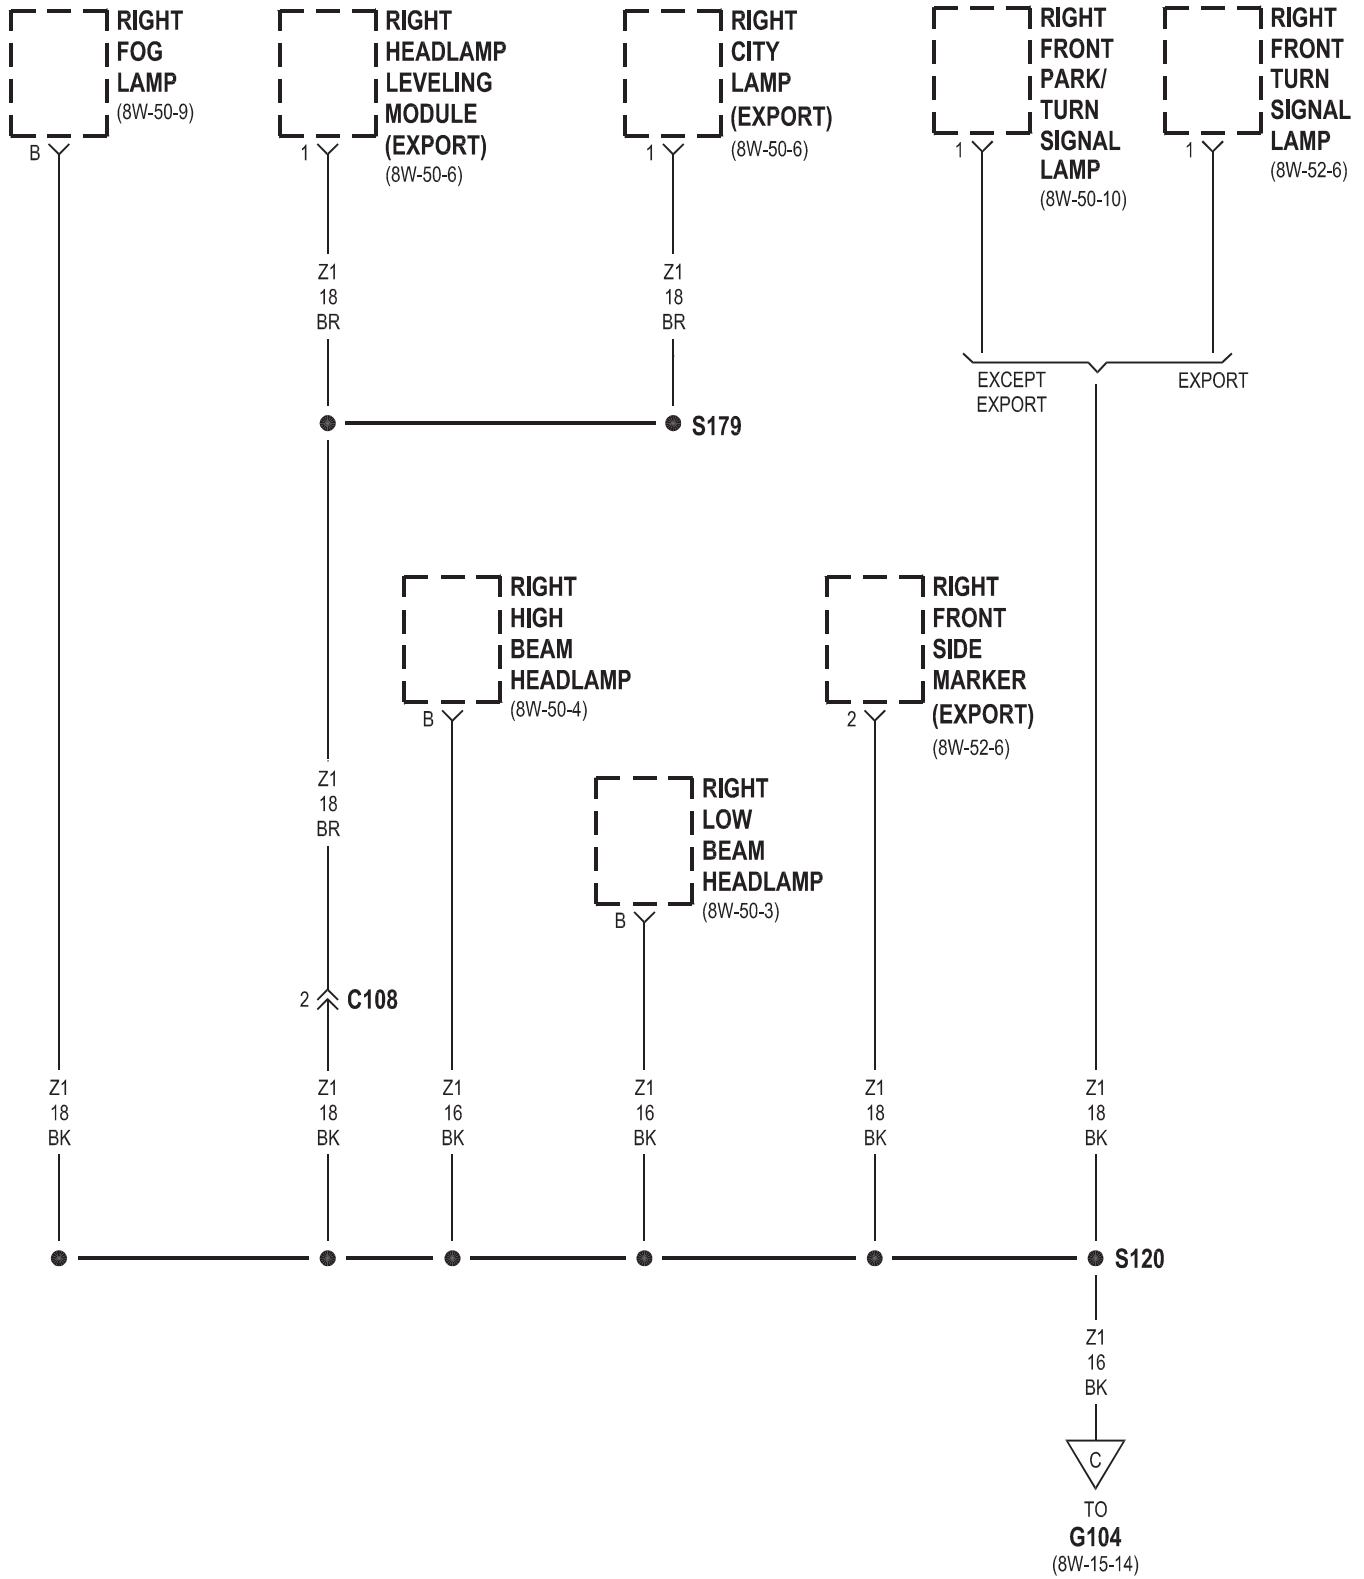 RIGHT
FOG
LAMP
(8W-50-9)
B
RIGHT
HEADLAMP
LEVELING
MODULE
(EXPORT)
(8W-50-6)
1
RIGHT
CITY
LAMP
(EXPORT)
(8W-50-6)
1
RIGHT
FRONT
PARK/
TURN
SIGNAL
LAMP
(8W-50-10)
1
RIGHT
FRONT
TURN
SIGNAL
LAMP
(8W-52-6)
1
Z1
18
BR
Z1
18
BR
EXCEPT
EXPORT
EXPORT
S179
RIGHT
HIGH
BEAM
HEADLAMP
(8W-50-4)
B
RIGHT
FRONT
SIDE
MARKER
(EXPORT)
(8W-52-6)
2
Z1
18
BR
RIGHT
LOW
BEAM
HEADLAMP
(8W-50-3)
B
2
C108
Z1
18
BK
Z1
18
BK
Z1
16
BK
Z1
16
BK
Z1
18
BK
Z1
18
BK
S120
Z1
16
BK
C
TO
G104
(8W-15-14)